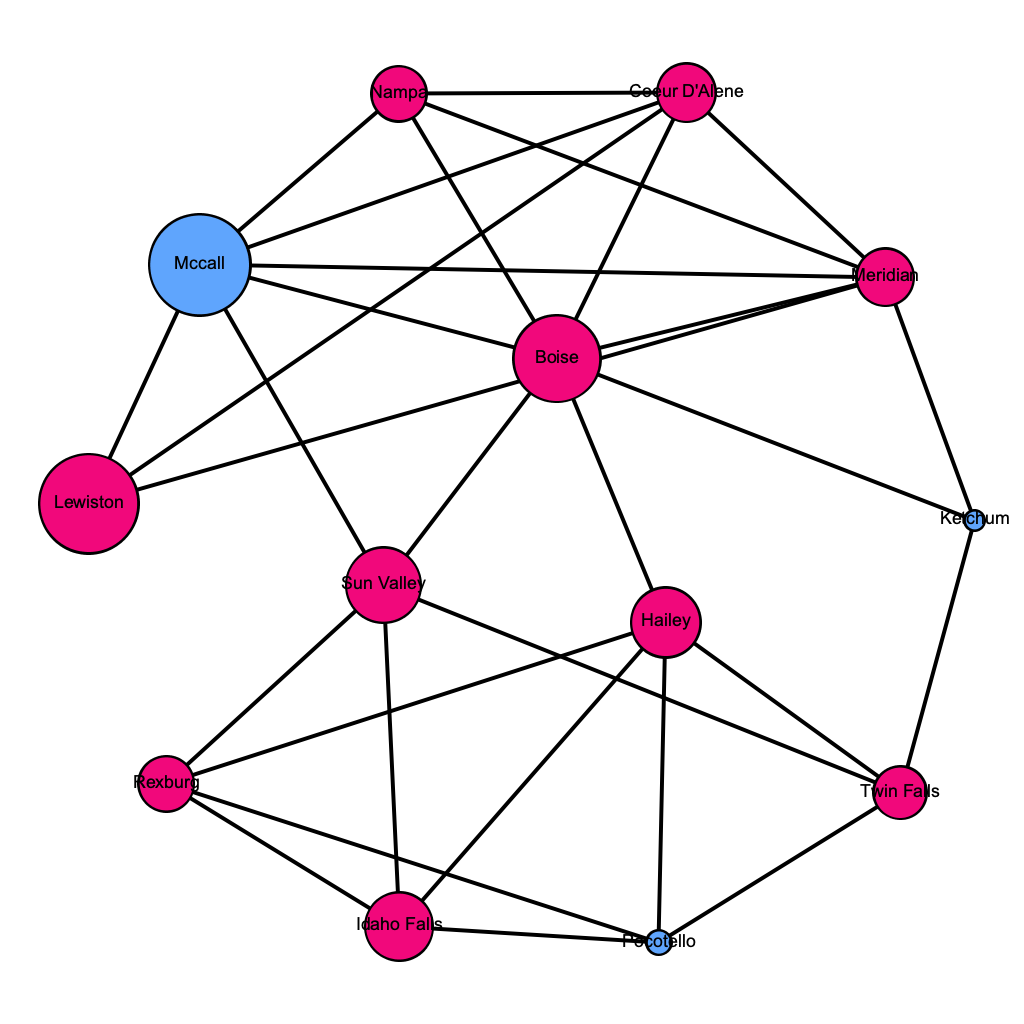 Nampa
Coeur D'Alene
Mccall
Meridian
Boise
Lewiston
Ketchum
Sun Valley
Hailey
Rexburg
Twin Falls
Idaho Falls
Pocotello